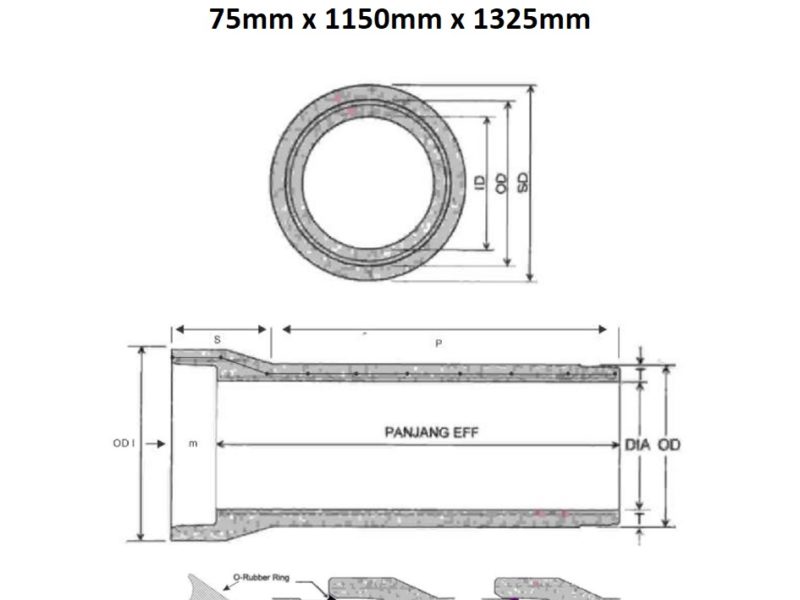 75mm x 1150mm x 1325mm
ID
OD
SD
S
P
T
OD I
m
PANJANG EFF
DIA
OD
T
O-Rubber Ring